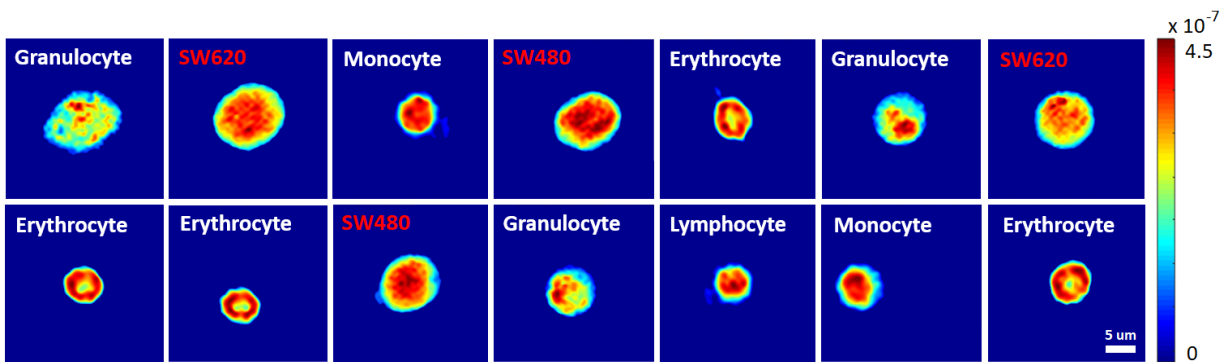 x 10-7
Granulocyte SW620 Monocyte SW480 Erythrocyte Granulocyte SW620
4.5
Erythrocyte Erythrocyte SW480 Granulocyte Lymphocyte Monocyte Erythrocyte
5 um
0